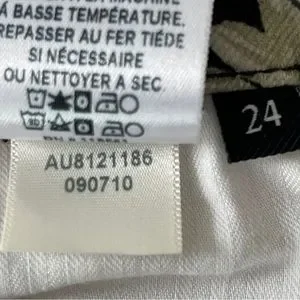 À BASSE TEMPÉRATURE.
REPASSER AU FER TIÈDE
SI NÉCESSAIRE
OU NETTOYER A SEC.
24
AU8121186
090710